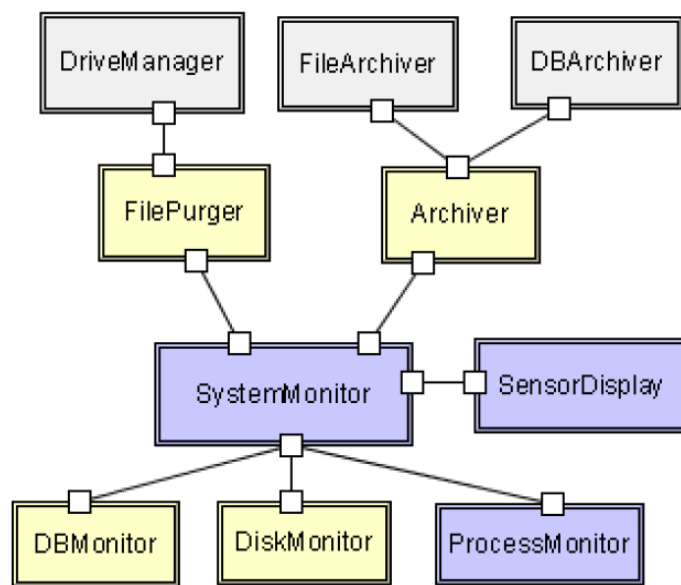 DriveManager
FileArchiver
DBArchiver
FilePurger
Archiver
SystemMonitor
SensorDisplay
DBMonitor
DiskMonitor
ProcessMonitor